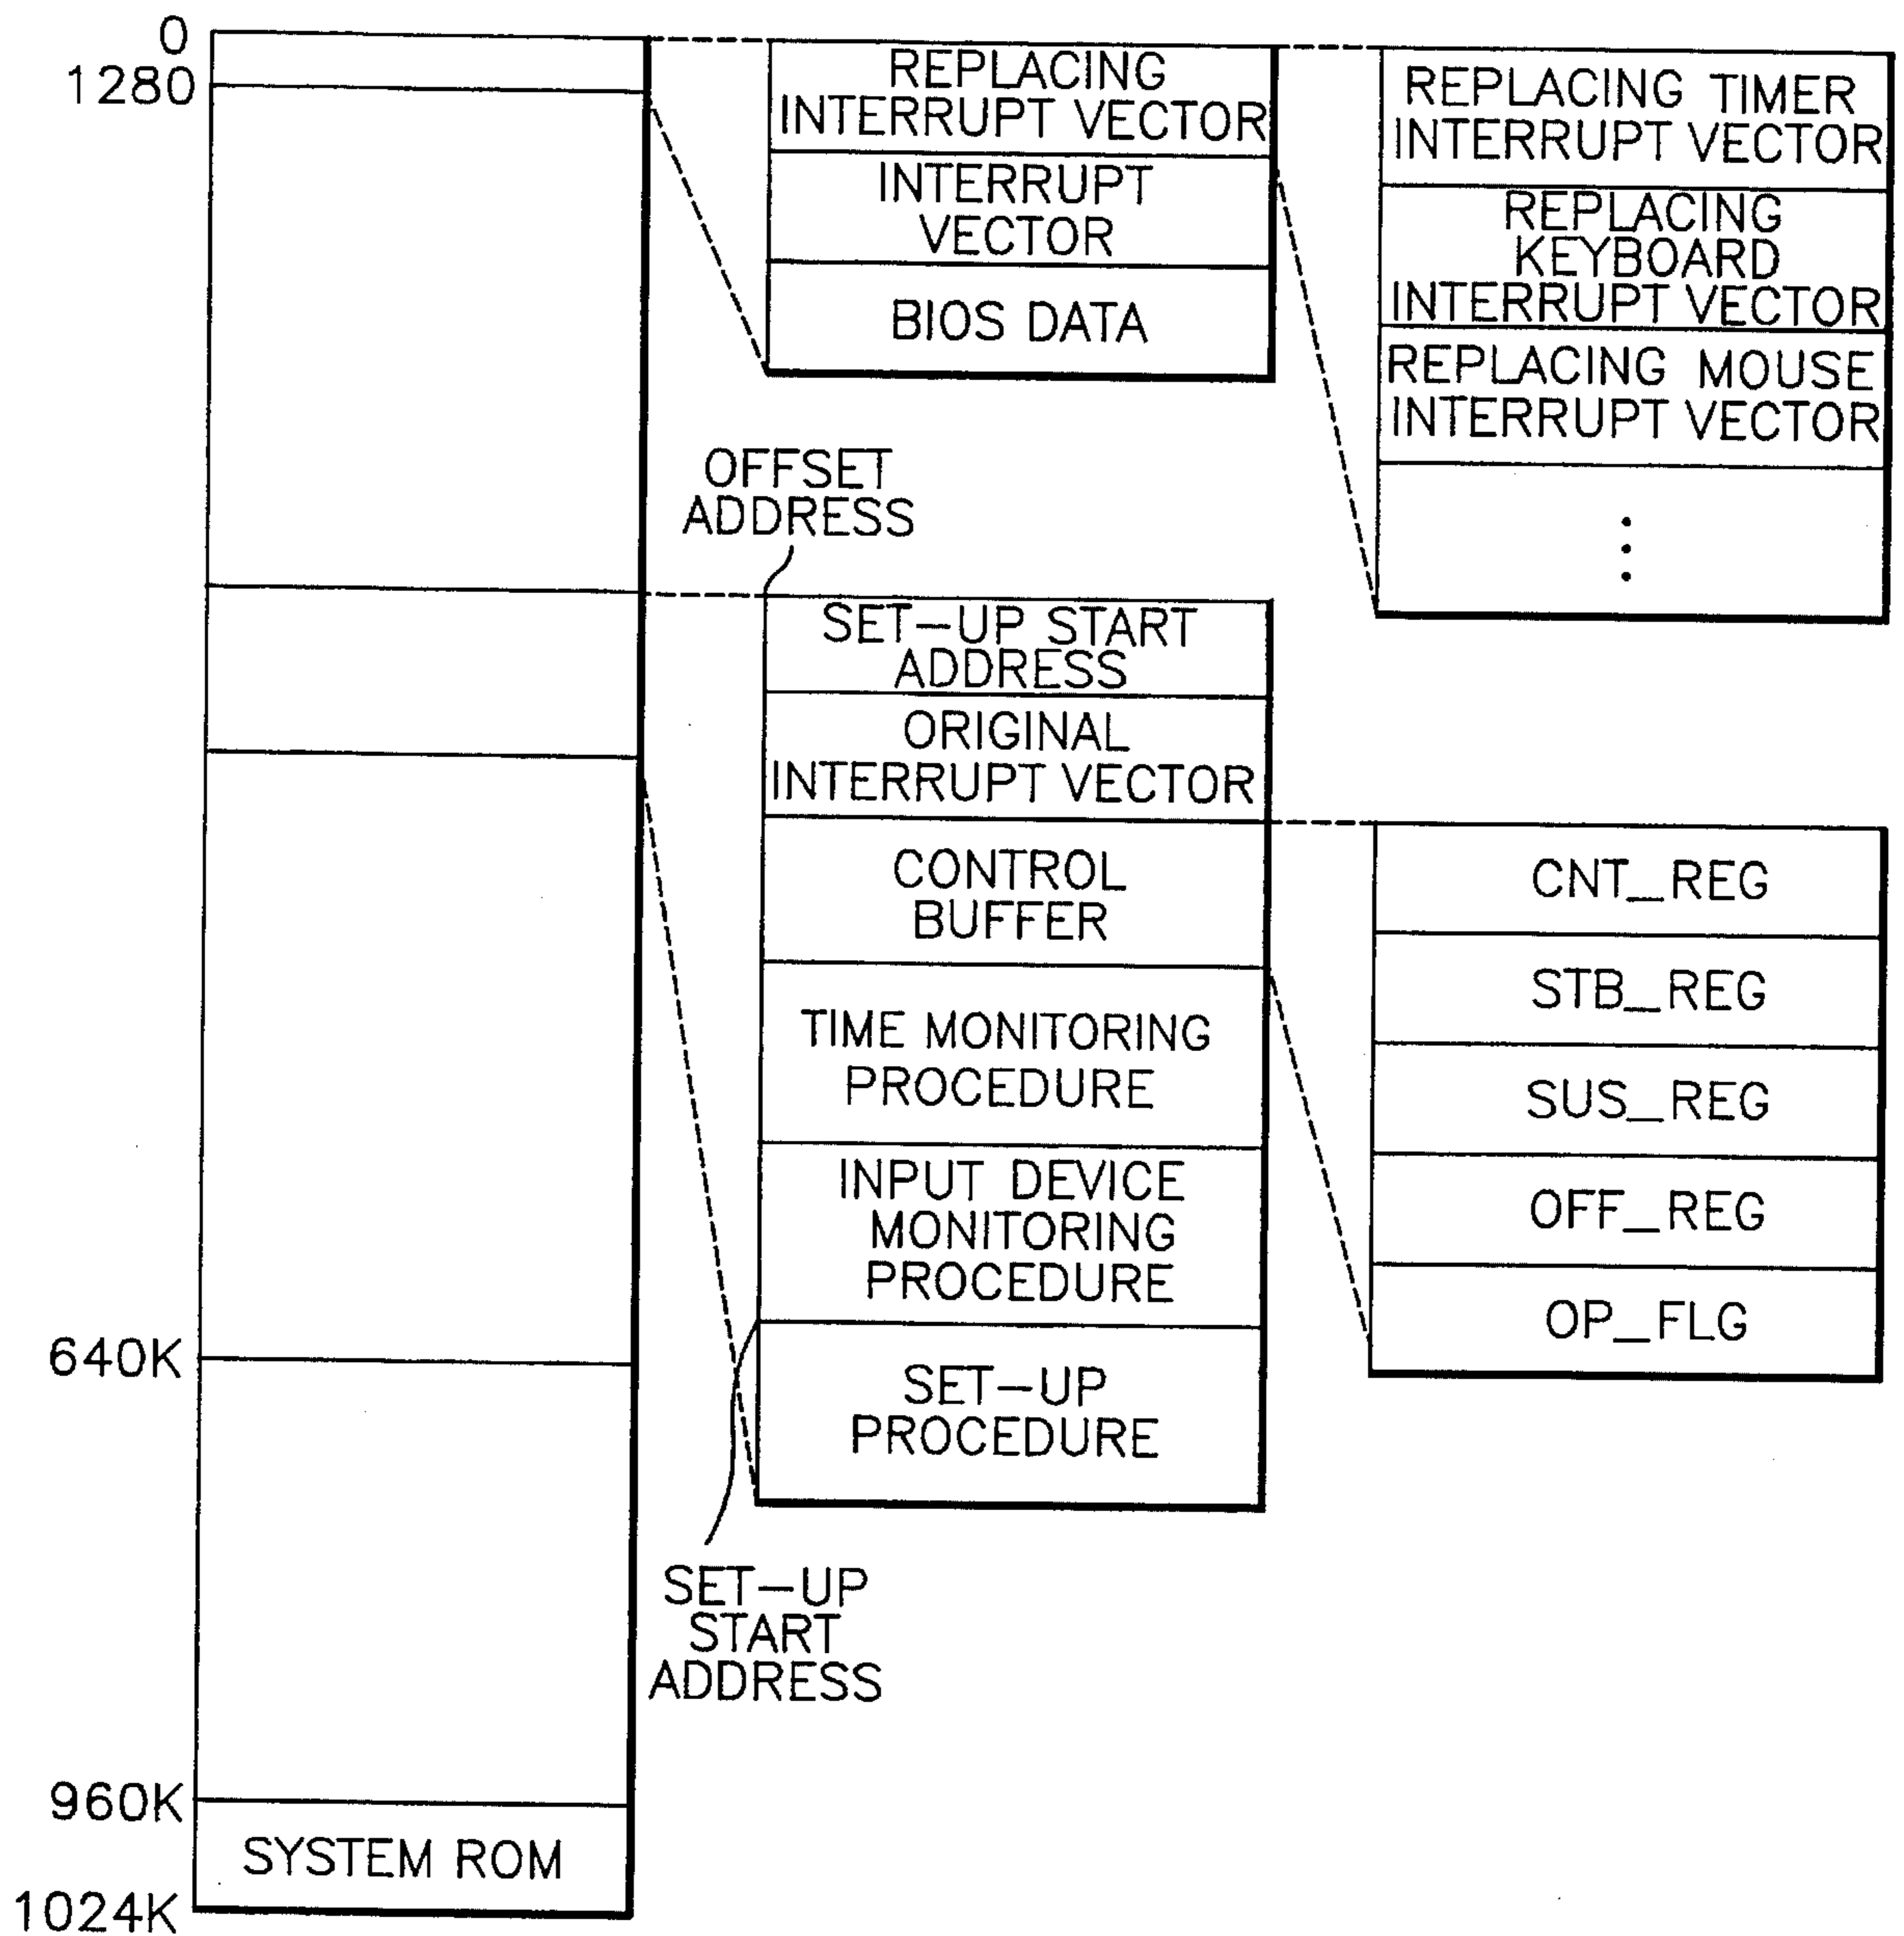 0
1280
640K
960K
SYSTEM ROM
1024K
REPLACING
INTERRUPT VECTOR
INTERRUPT
VECTOR
BIOS DATA
REPLACING TIMER
INTERRUPT VECTOR
REPLACING
KEYBOARD
INTERRUPT VECTOR
REPLACING MOUSE
INTERRUPT VECTOR
OFFSET
ADDRESS
SET-UP START
ADDRESS
ORIGINAL
INTERRUPT VECTOR
CONTROL
BUFFER
TIME MONITORING
PROCEDURE
INPUT DEVICE
MONITORING
PROCEDURE
SET-UP
PROCEDURE
SET-UP
START
ADDRESS
CNT_REG
STB_REG
SUS_REG
OFF_REG
OP_FLG